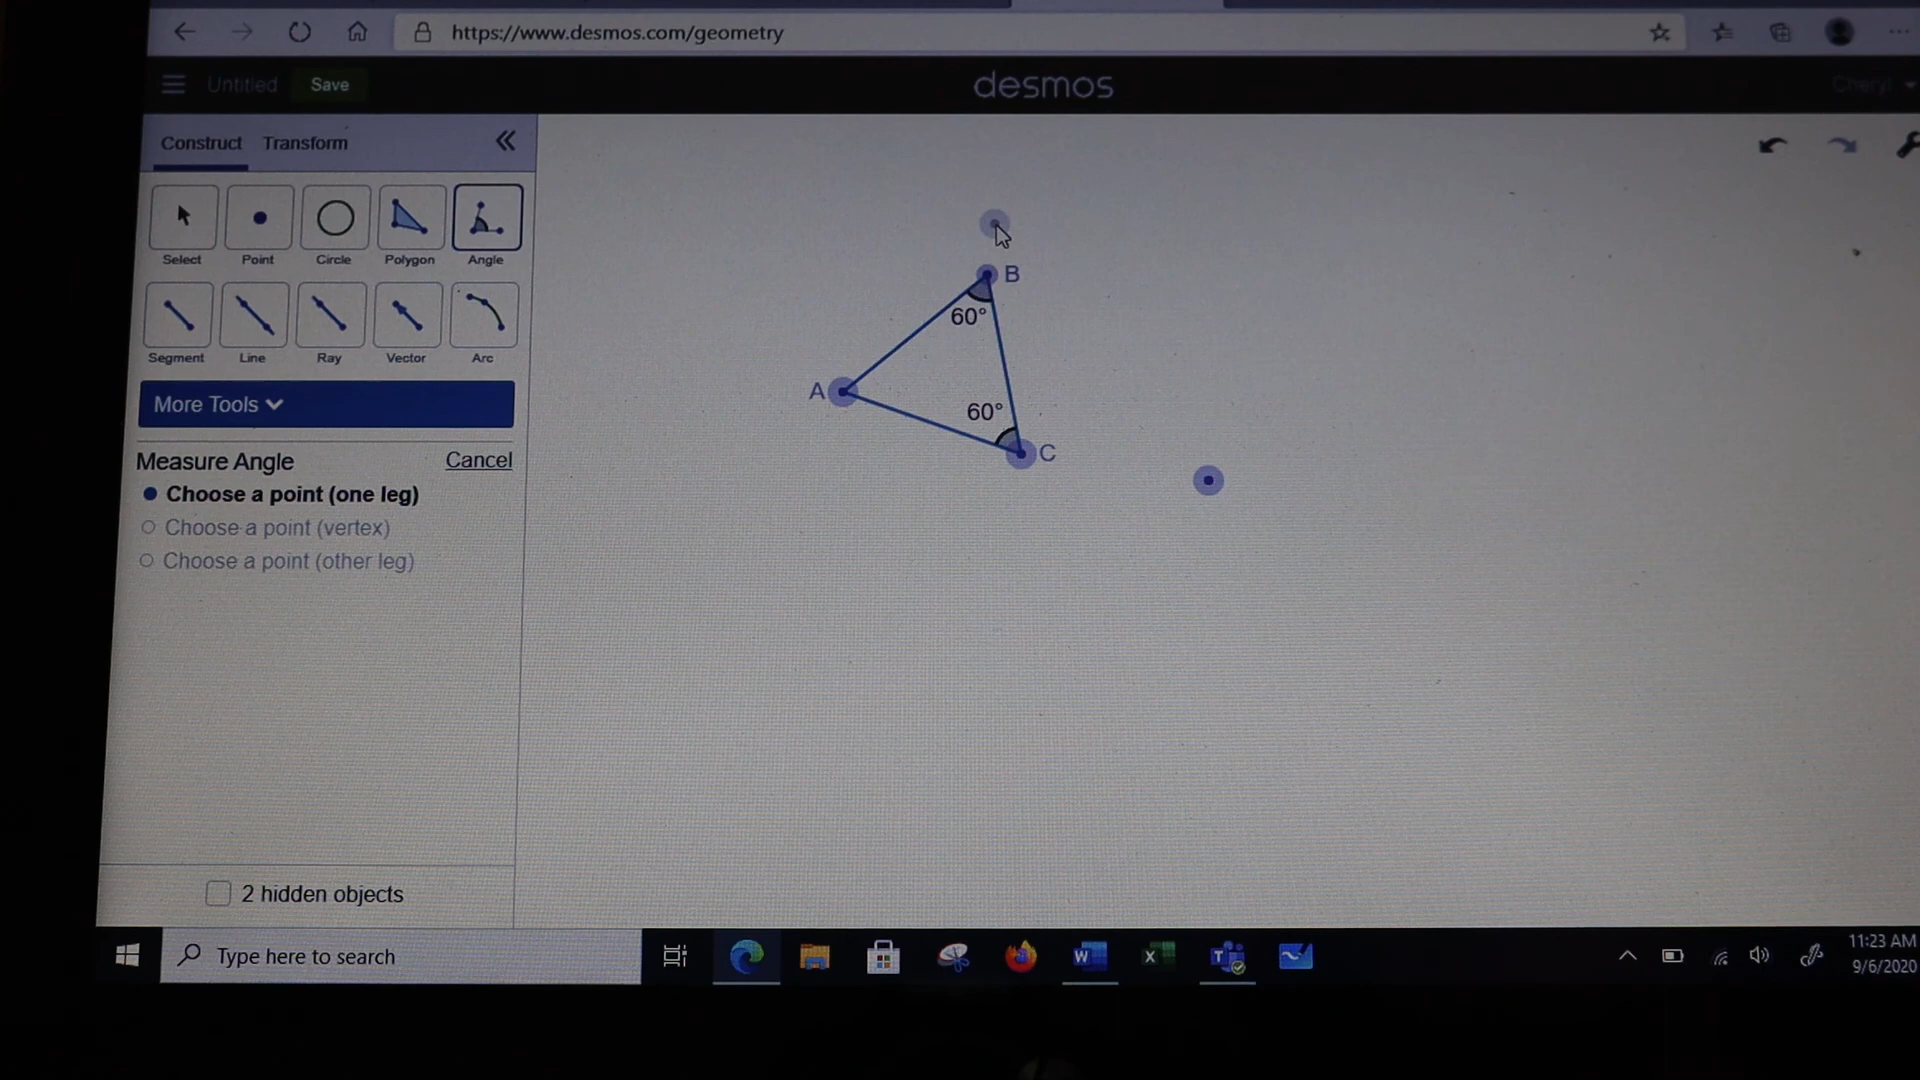 https://www.desmos.com/geometry
Untitled
Save
desmos
Cheryl
Construct
Transform
Select
Point
Circle
Polygon
Angle
Segment
Line
Ray
Vector
Arc
More Tools
Measure Angle
Cancel
Choose a point (one leg)
Choose a point (vertex)
Choose a point (other leg)
B
60°
A
60°
C
2 hidden objects
Type here to search
W
X
T
11:23 AM
9/6/2020